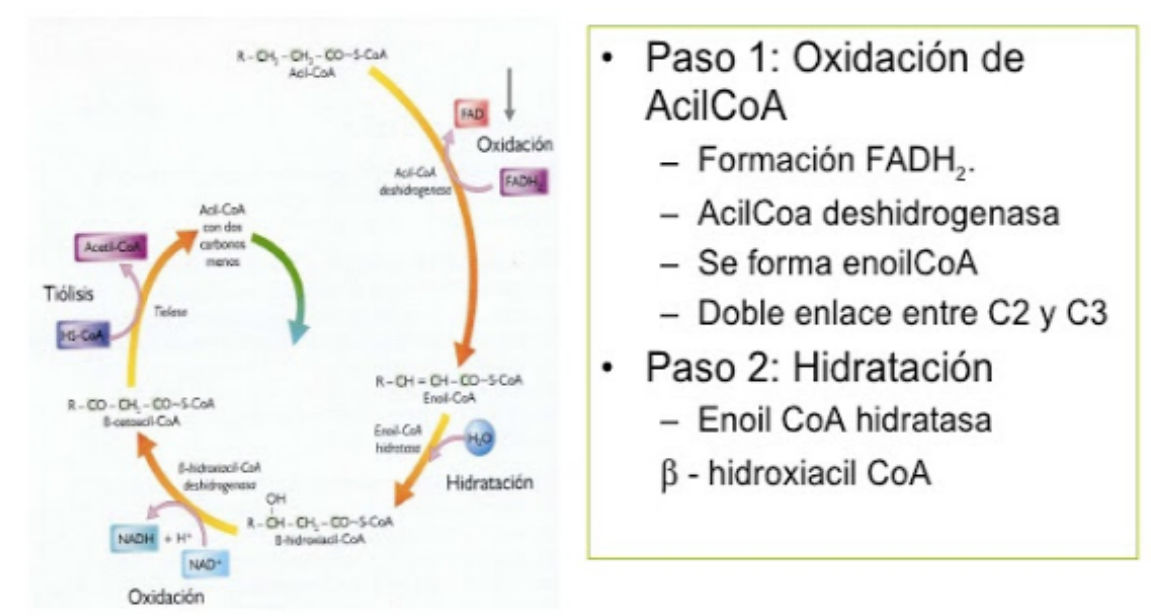 R – CH₂ – CH₂ – CO~S-CoA
Acil-CoA
FAD
Oxidación
FADH₂
Acil-CoA
deshidrogenasa
Acil-CoA
con dos
carbonos
menos
Acetil-CoA
Tiólisis
Tiolasa
HS-CoA
R – CH = CH – CO~S-CoA
Enoil-CoA
R – CO – CH₂ – CO~S-CoA
β-cetoacil-CoA
Enoil-CoA
hidratasa
H₂O
Hidratación
β-hidroxiacil-CoA
deshidrogenasa
OH
R – CH – CH₂ – CO~S-CoA
β-hidroxiacil-CoA
NADH + H⁺
NAD⁺
Oxidación
• Paso 1: Oxidación de
AcilCoA
– Formación FADH₂.
– AcilCoa deshidrogenasa
– Se forma enoilCoA
– Doble enlace entre C2 y C3
• Paso 2: Hidratación
– Enoil CoA hidratasa
β - hidroxiacil CoA